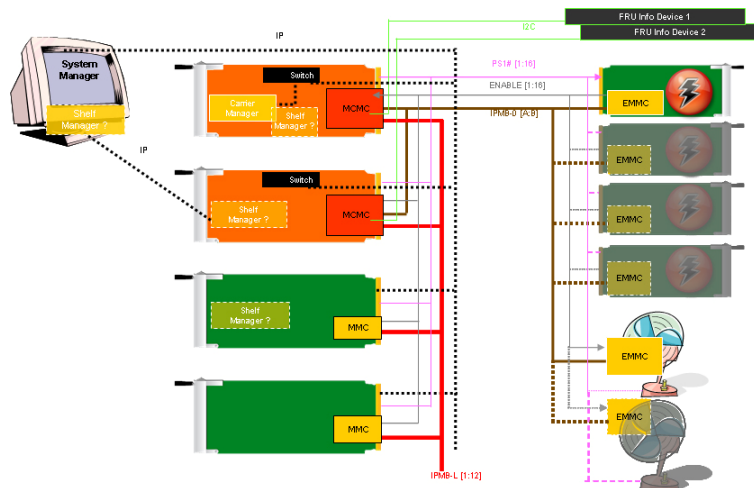 FRU Info Device 1
I2C
FRU Info Device 2
IP
System
Manager
Shelf
Manager ?
IP
Switch
Carrier
Manager
Shelf
Manager ?
MCMC
PS1# [1:16]
ENABLE [1:16]
IPMB-0 [A:B]
EMMC
EMMC
Switch
Shelf
Manager ?
MCMC
EMMC
EMMC
Shelf
Manager ?
MMC
EMMC
EMMC
MMC
IPMB-L [1:12]